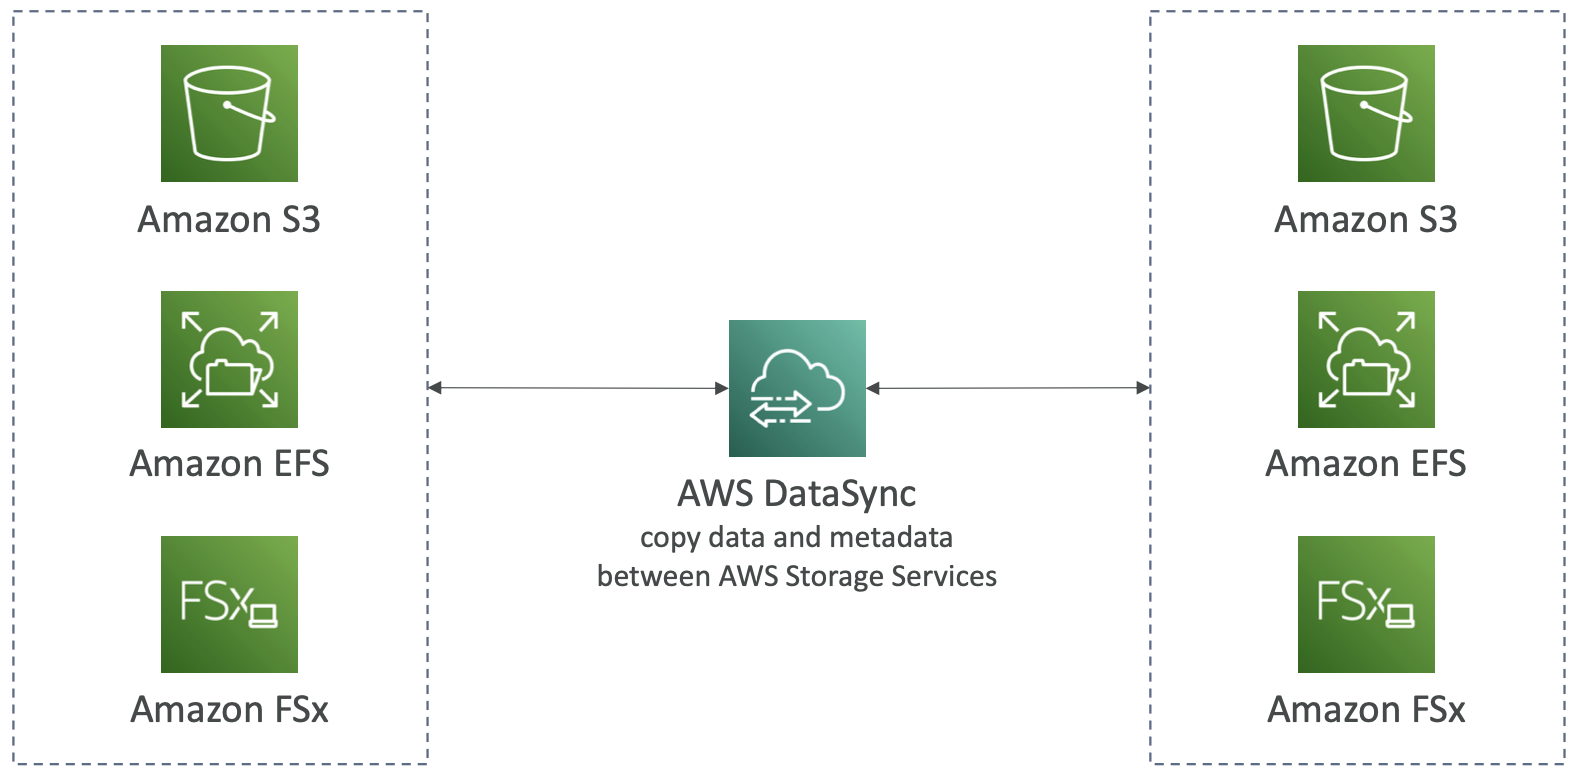 Amazon S3
Amazon EFS
FSx
Amazon FSx
AWS DataSync
copy data and metadata
between AWS Storage Services
Amazon S3
Amazon EFS
FSx
Amazon FSx